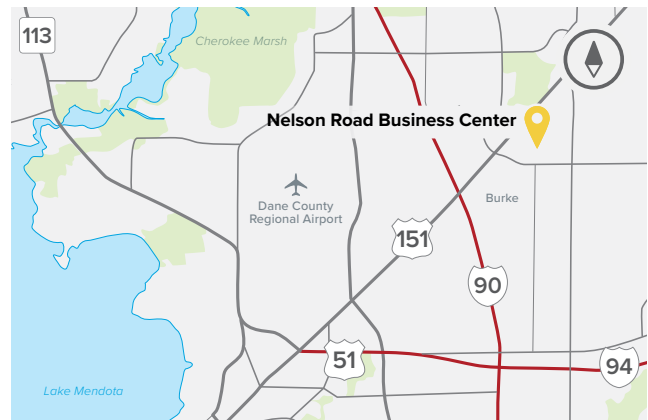 113
Cherokee Marsh
Nelson Road Business Center
Dane County
Regional Airport
Burke
151
90
51
94
Lake Mendota